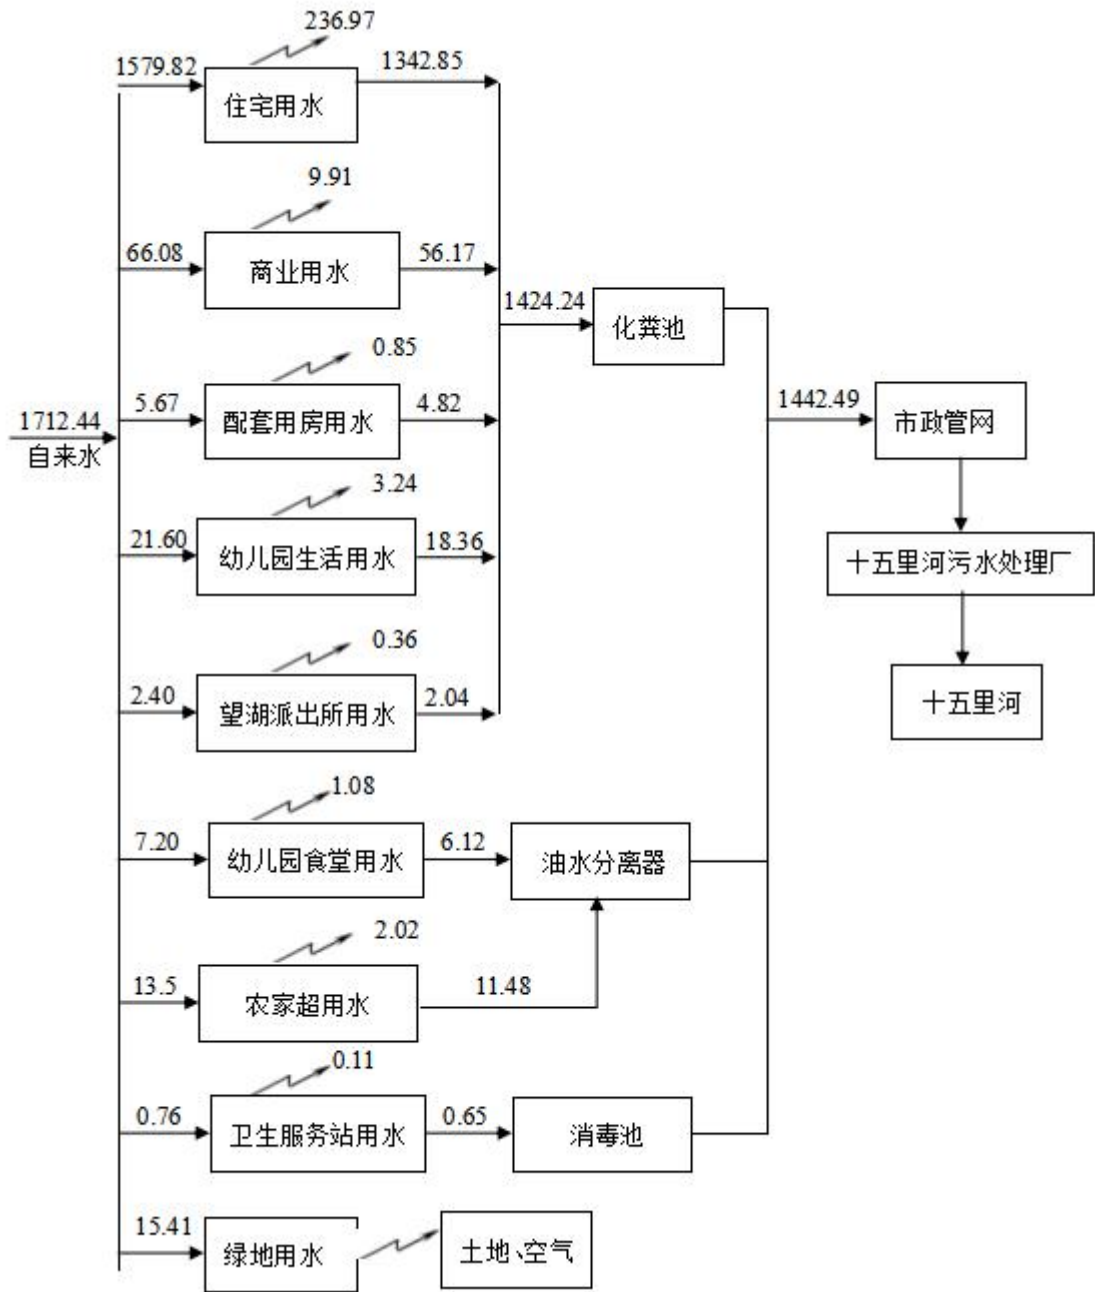 236.97
1579.82
1342.85
住宅用水
9.91
66.08
商业用水
56.17
1424.24
化粪池
0.85
5.67
配套用房用水
4.82
1712.44
自来水
1442.49
市政管网
3.24
21.60
幼儿园生活用水
18.36
十五里河污水处理厂
0.36
2.40
望湖派出所用水
2.04
十五里河
1.08
7.20
幼儿园食堂用水
6.12
油水分离器
2.02
13.5
农家超用水
11.48
0.11
0.76
卫生服务站用水
0.65
消毒池
15.41
绿地用水
土地、空气